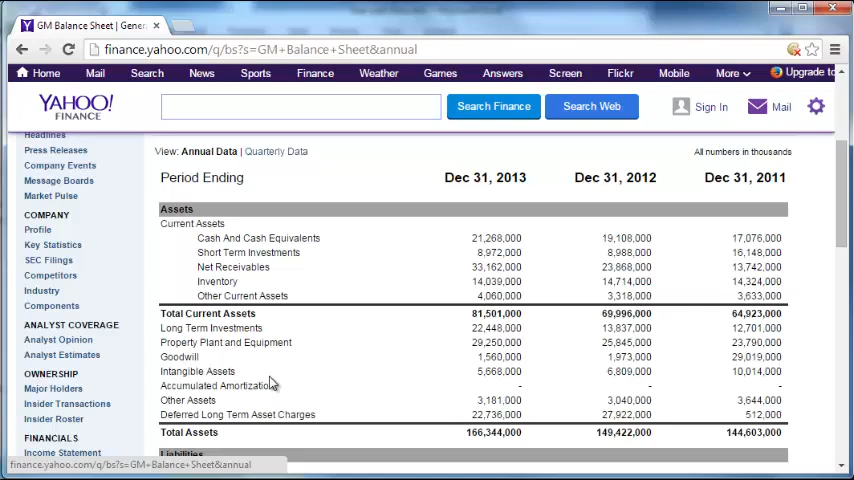 GM Balance Sheet | Gener
finance.yahoo.com/q/bs?s=GM+Balance+Sheet&annual
Home Mail Search News Sports Finance Weather Games Answers Screen Flickr Mobile More Upgrade to
YAHOO!
FINANCE
Search Finance
Search Web
Sign In
Mail
Headlines
Press Releases
Company Events
Message Boards
Market Pulse
COMPANY
Profile
Key Statistics
SEC Filings
Competitors
Industry
Components
ANALYST COVERAGE
Analyst Opinion
Analyst Estimates
OWNERSHIP
Major Holders
Insider Transactions
Insider Roster
FINANCIALS
Income Statement
View: Annual Data | Quarterly Data All numbers in thousands
Period Ending Dec 31, 2013 Dec 31, 2012 Dec 31, 2011
Assets
Current Assets
Cash And Cash Equivalents 21,268,000 19,108,000 17,076,000
Short Term Investments 8,972,000 8,988,000 16,148,000
Net Receivables 33,162,000 23,868,000 13,742,000
Inventory 14,039,000 14,714,000 14,324,000
Other Current Assets 4,060,000 3,318,000 3,633,000
Total Current Assets 81,501,000 69,996,000 64,923,000
Long Term Investments 22,448,000 13,837,000 12,701,000
Property Plant and Equipment 29,250,000 25,845,000 23,790,000
Goodwill 1,560,000 1,973,000 29,019,000
Intangible Assets 5,668,000 6,809,000 10,014,000
Accumulated Amortization - - -
Other Assets 3,181,000 3,040,000 3,644,000
Deferred Long Term Asset Charges 22,736,000 27,922,000 512,000
Total Assets 166,344,000 149,422,000 144,603,000
Liabilities
finance.yahoo.com/q/bs?s=GM+Balance+Sheet&annual